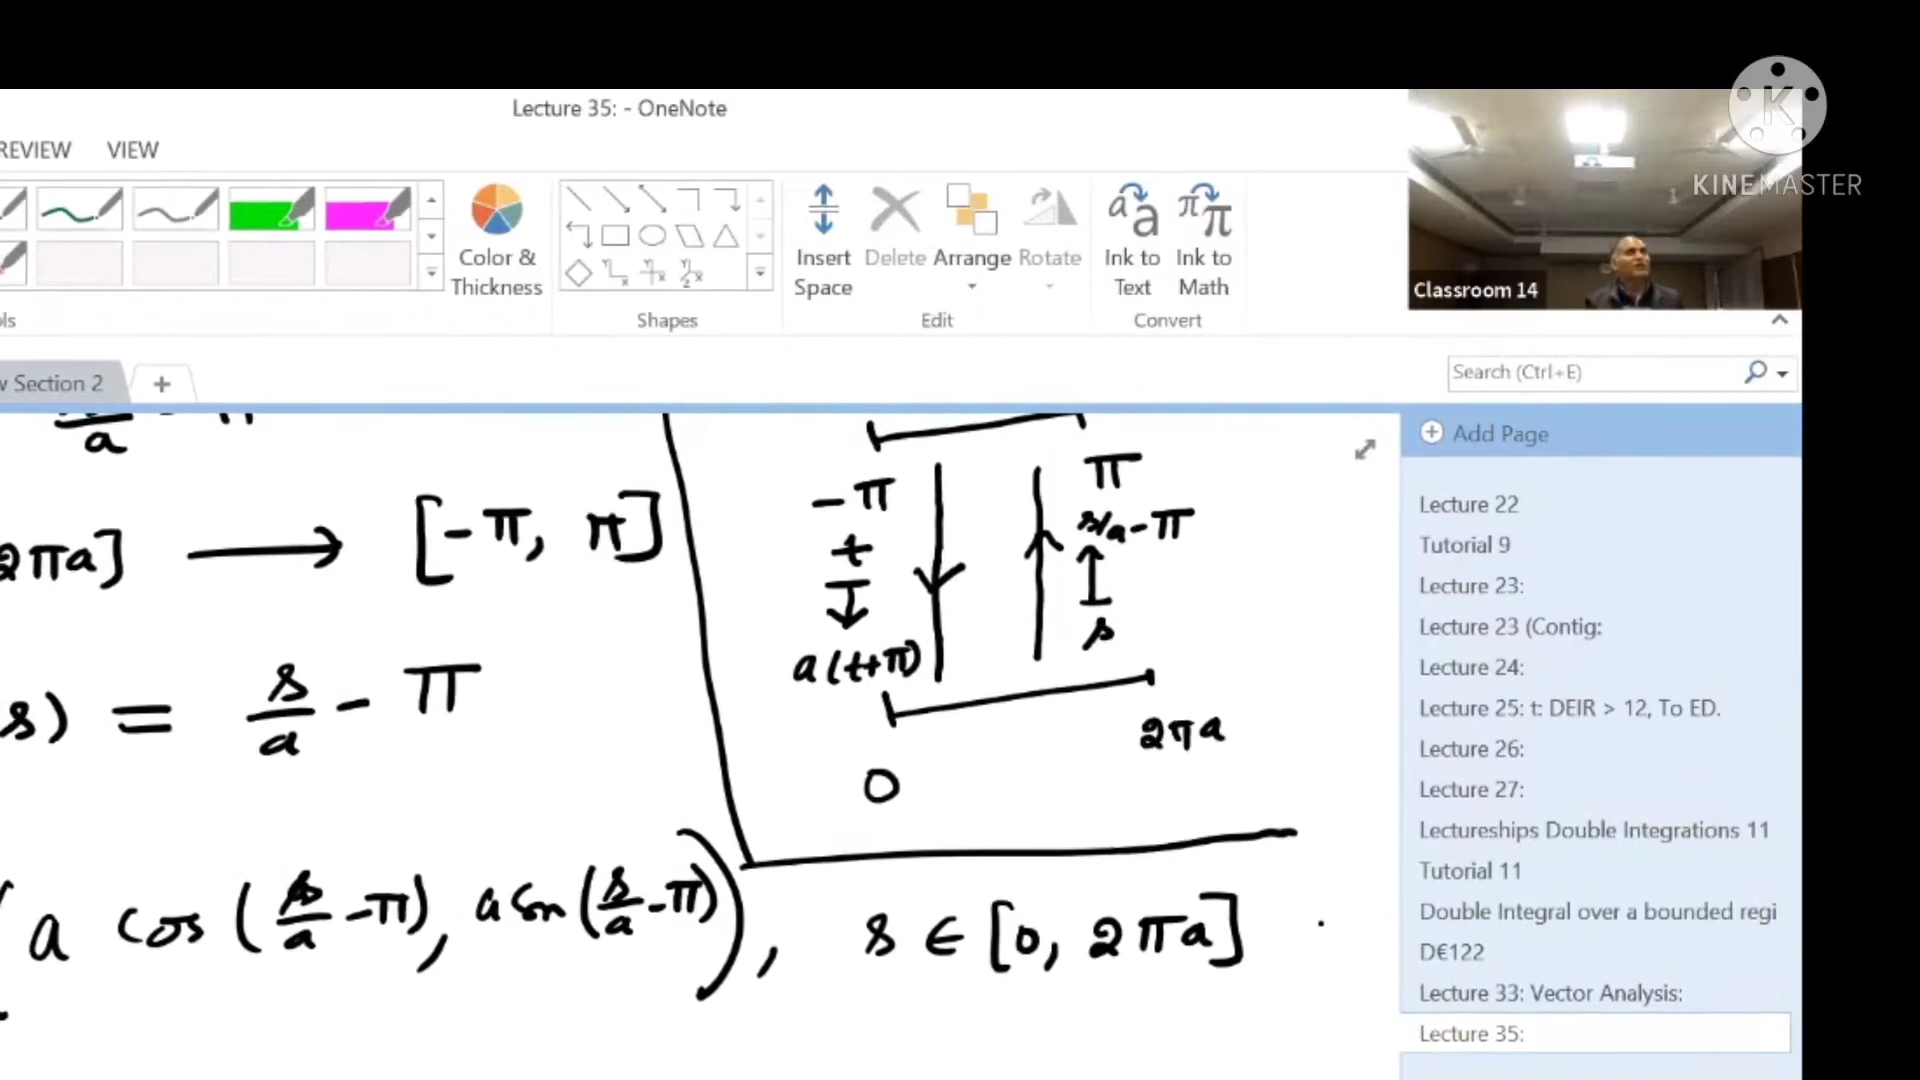 Lecture 35: - OneNote
KINEMASTER
REVIEW VIEW
Color & Thickness
Shapes
Insert Space
Delete Arrange Rotate
Edit
Ink to Text Ink to Math
Convert
Classroom 14
w Section 2 +
Search (Ctrl+E)
a
2πa] → [-π, π]
s) = s/a - π
a cos (s/a - π), a sin (s/a - π)), s ∈ [0, 2πa]
-π π
t s/a - π
a(t+π) s
0 2πa
Add Page
Lecture 22
Tutorial 9
Lecture 23:
Lecture 23 (Contig:
Lecture 24:
Lecture 25: t: DEIR > 12, To ED.
Lecture 26:
Lecture 27:
Lectureships Double Integrations 11
Tutorial 11
Double Integral over a bounded regi
D€122
Lecture 33: Vector Analysis:
Lecture 35: